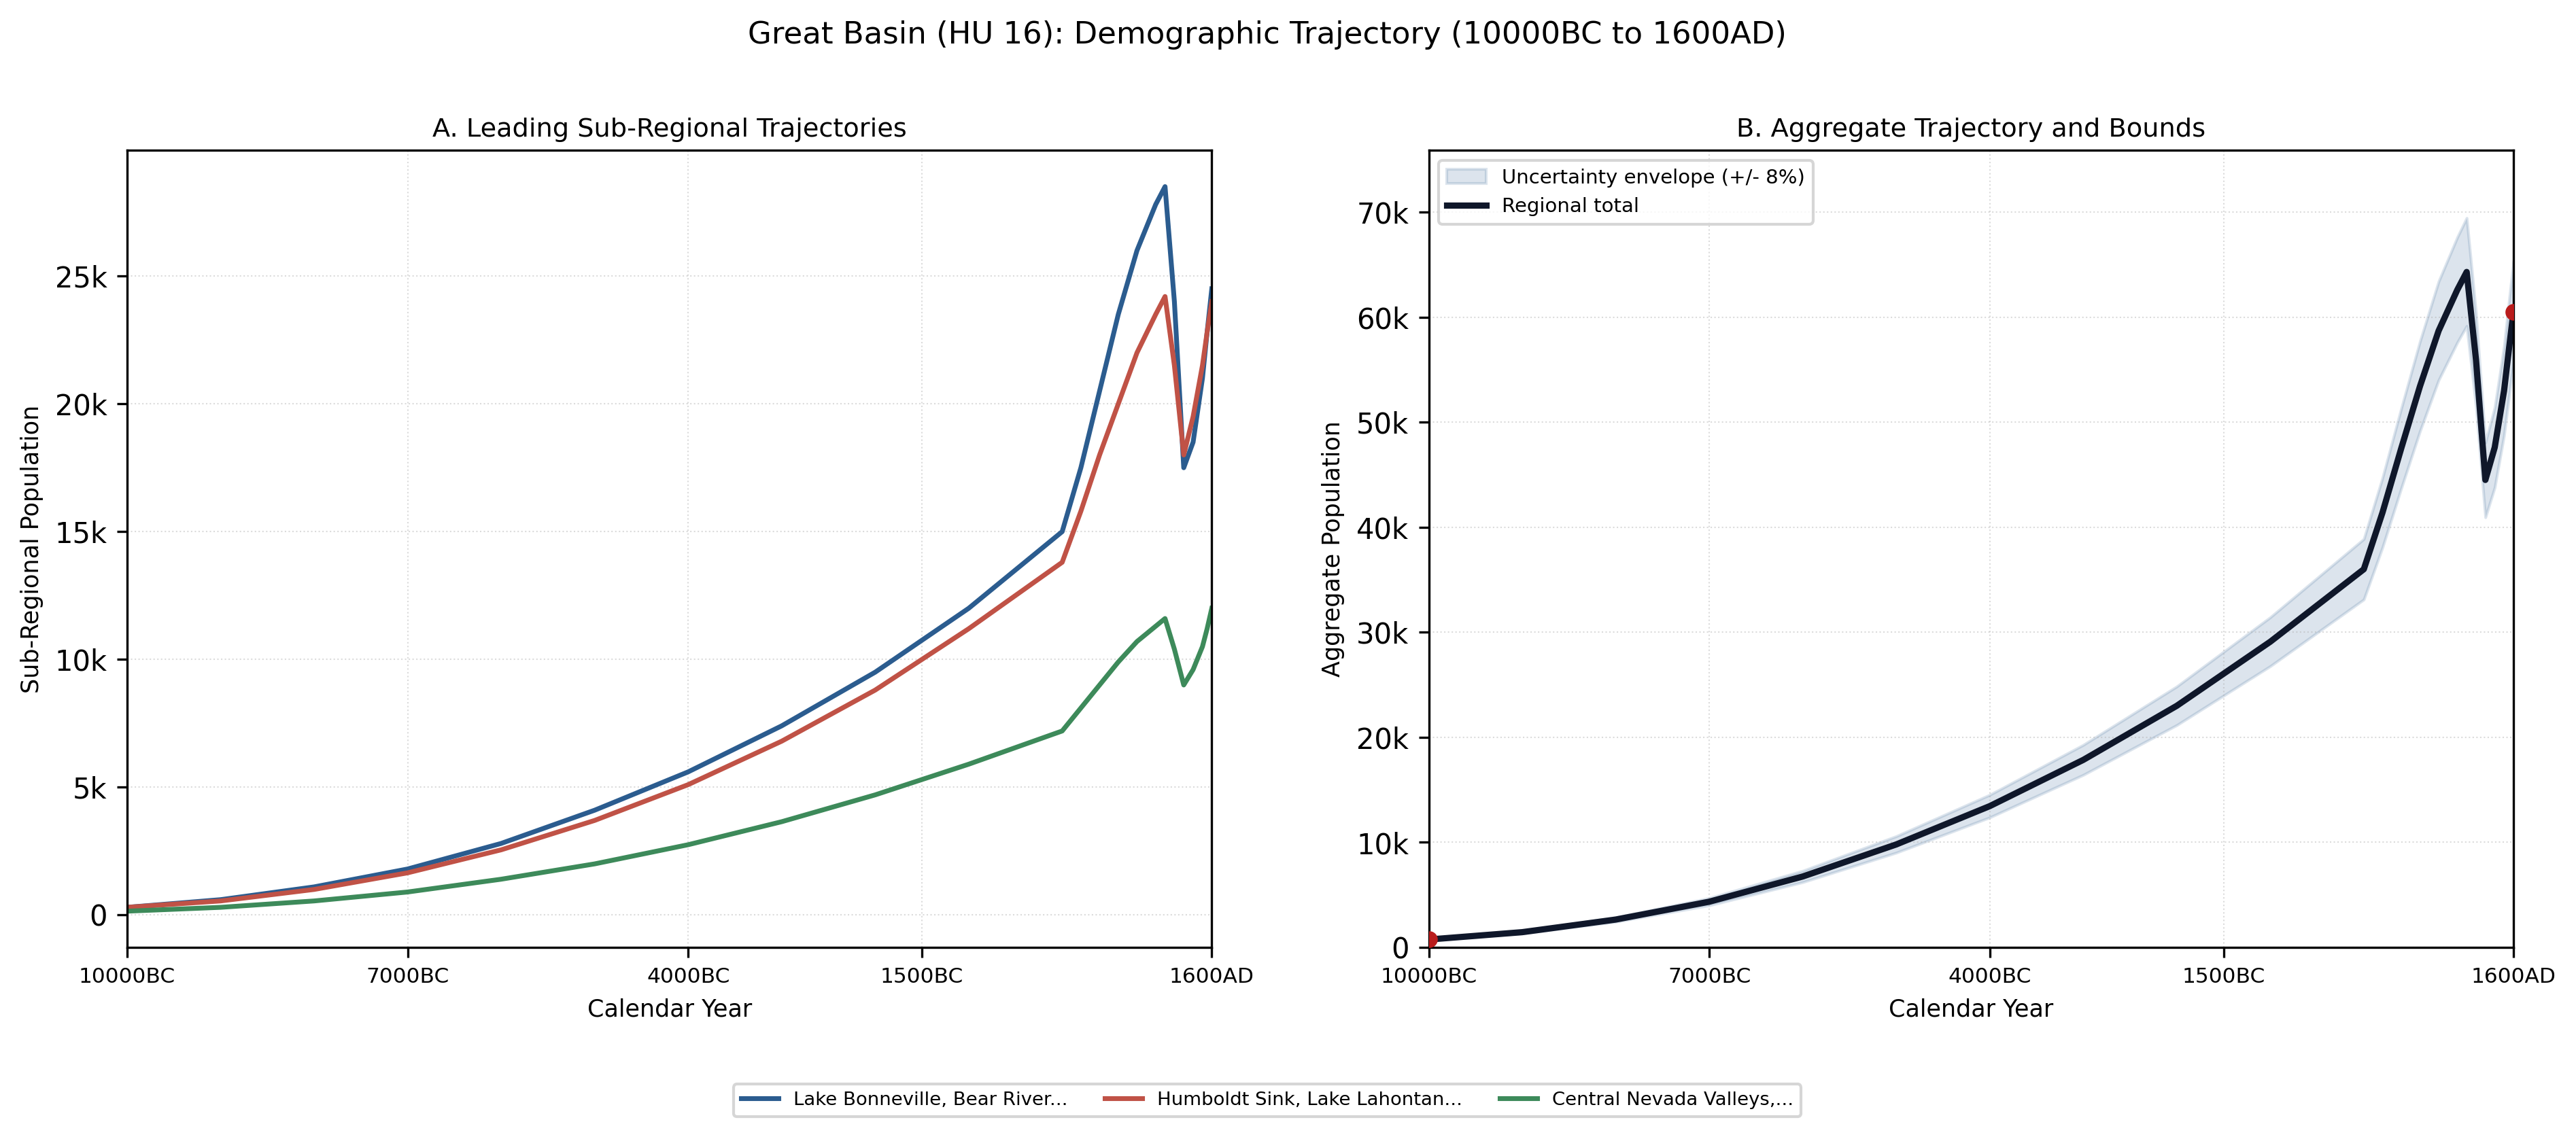 Great Basin (HU 16): Demographic Trajectory (10000BC to 1600AD)
A. Leading Sub-Regional Trajectories
Sub-Regional Population
25k
20k
15k
10k
5k
0
10000BC 7000BC 4000BC 1500BC 1600AD
Calendar Year
B. Aggregate Trajectory and Bounds
Uncertainty envelope (+/- 8%)
Regional total
Aggregate Population
70k
60k
50k
40k
30k
20k
10k
0
10000BC 7000BC 4000BC 1500BC 1600AD
Calendar Year
Lake Bonneville, Bear River... Humboldt Sink, Lake Lahontan... Central Nevada Valleys,...